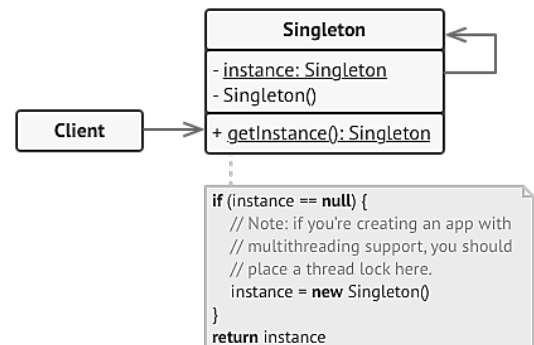 Singleton
- instance: Singleton
- Singleton()
Client
+ getInstance(): Singleton
if (instance == null) {
// Note: if you're creating an app with
// multithreading support, you should
// place a thread lock here.
instance = new Singleton()
}
return instance